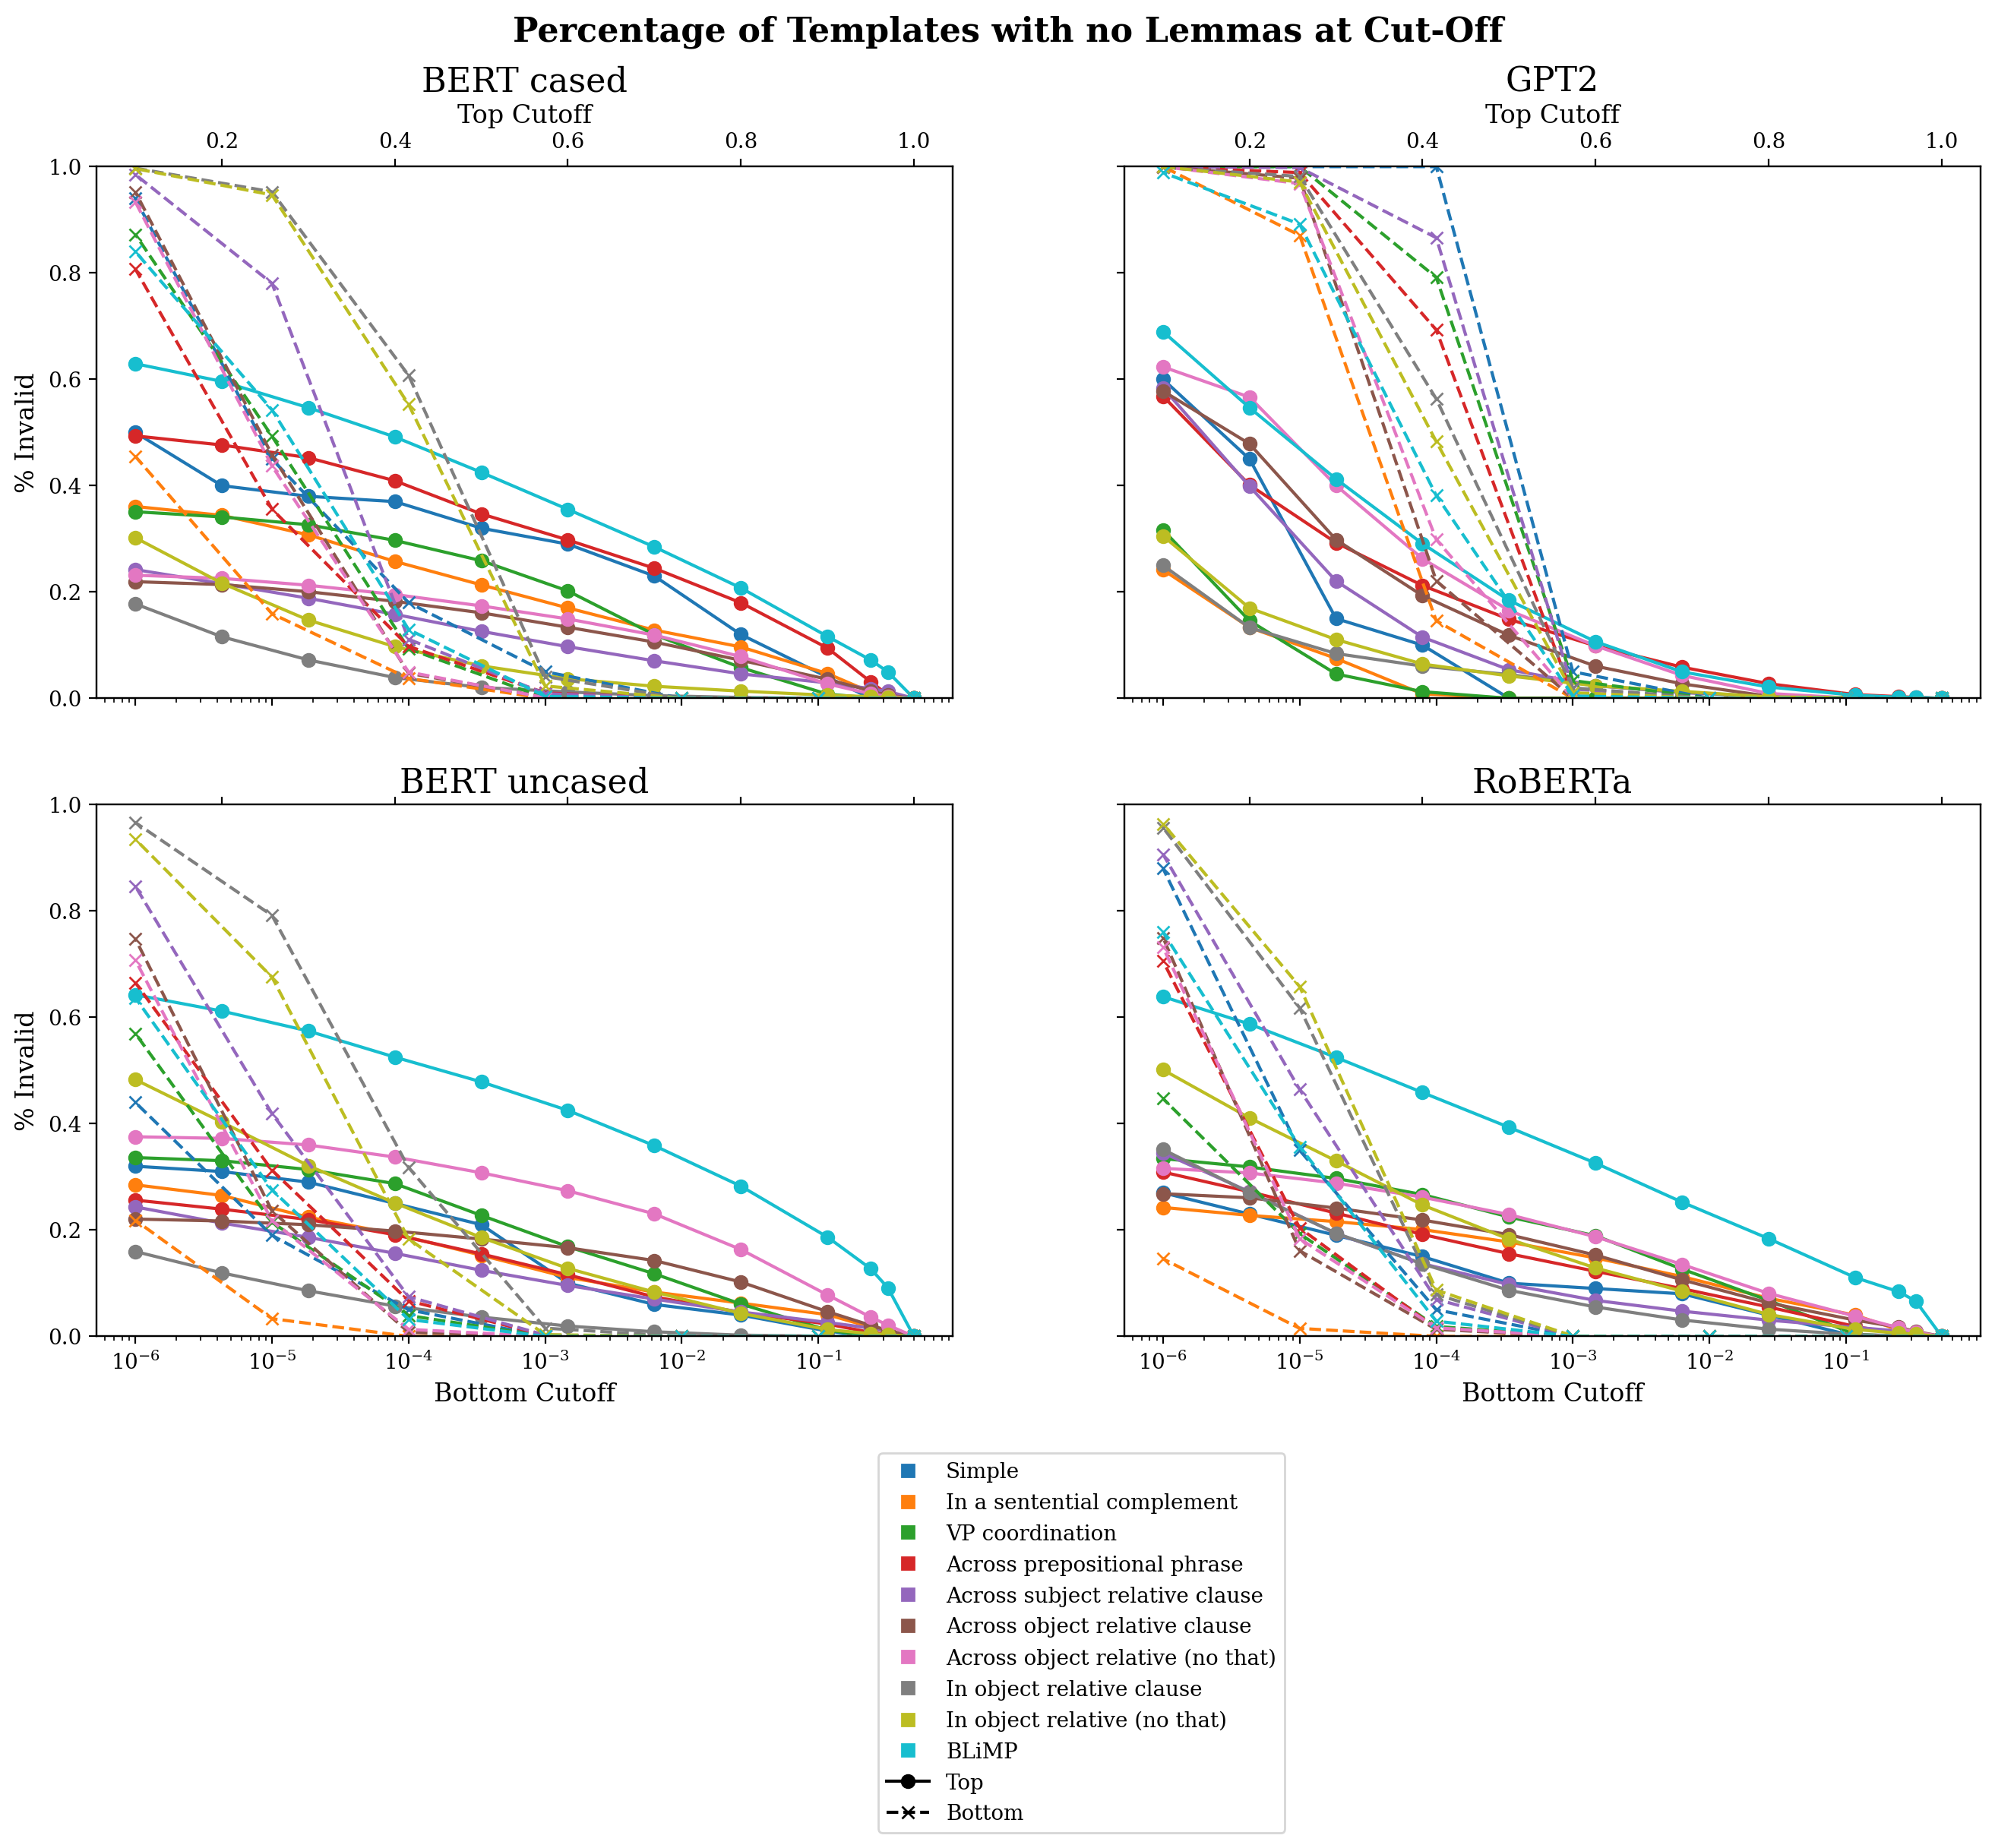 Percentage of Templates with no Lemmas at Cut-Off
BERT cased
Top Cutoff
0.2 0.4 0.6 0.8 1.0
GPT2
Top Cutoff
0.2 0.4 0.6 0.8 1.0
% Invalid
1.0
0.8
0.6
0.4
0.2
0.0
BERT uncased
RoBERTa
% Invalid
1.0
0.8
0.6
0.4
0.2
0.0
10⁻⁶ 10⁻⁵ 10⁻⁴ 10⁻³ 10⁻² 10⁻¹
Bottom Cutoff
10⁻⁶ 10⁻⁵ 10⁻⁴ 10⁻³ 10⁻² 10⁻¹
Bottom Cutoff
Simple
In a sentential complement
VP coordination
Across prepositional phrase
Across subject relative clause
Across object relative clause
Across object relative (no that)
In object relative clause
In object relative (no that)
BLiMP
Top
Bottom